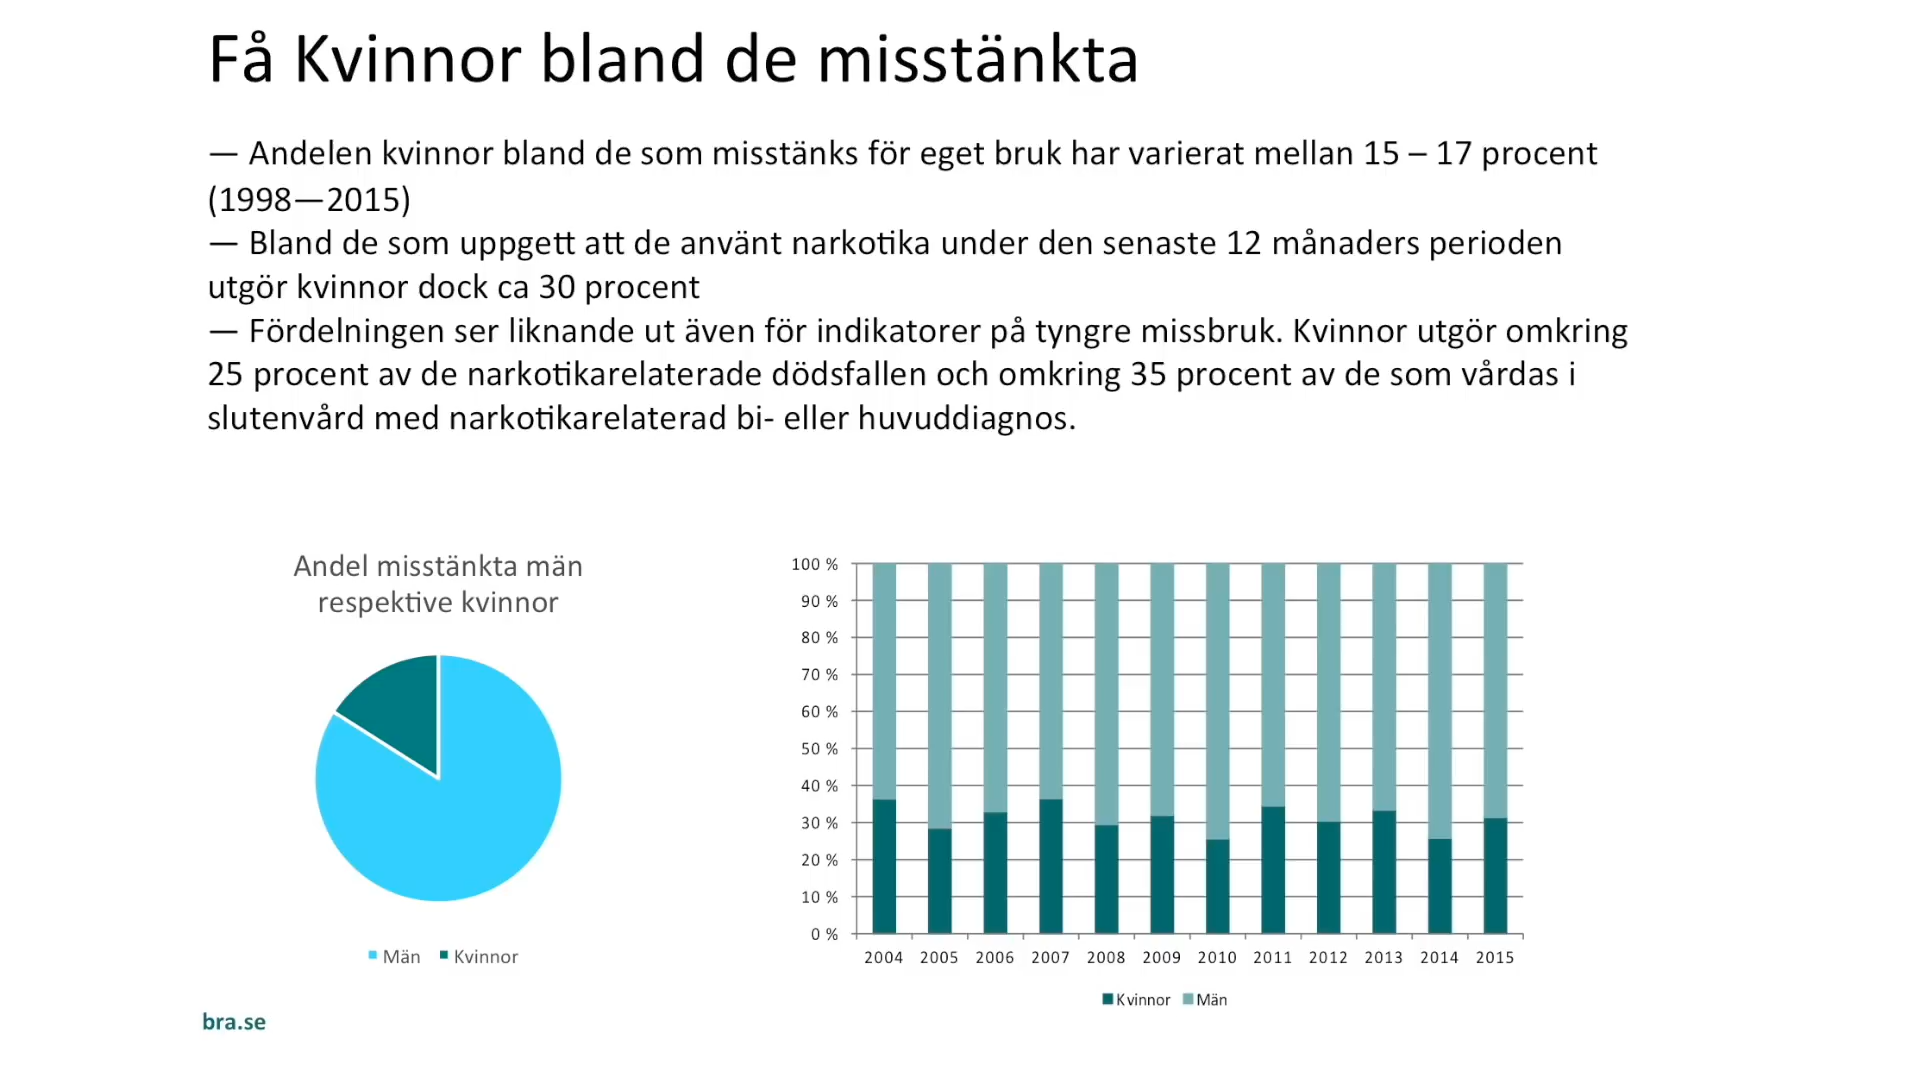 Få Kvinnor bland de misstänkta
— Andelen kvinnor bland de som misstänks för eget bruk har varierat mellan 15 – 17 procent
(1998—2015)
— Bland de som uppgett att de använt narkotika under den senaste 12 månaders perioden
utgör kvinnor dock ca 30 procent
— Fördelningen ser liknande ut även för indikatorer på tyngre missbruk. Kvinnor utgör omkring
25 procent av de narkotikarelaterade dödsfallen och omkring 35 procent av de som vårdas i
slutenvård med narkotikarelaterad bi- eller huvuddiagnos.
Andel misstänkta män
respektive kvinnor
Män Kvinnor
100 %
90 %
80 %
70 %
60 %
50 %
40 %
30 %
20 %
10 %
0 %
2004 2005 2006 2007 2008 2009 2010 2011 2012 2013 2014 2015
Kvinnor Män
bra.se